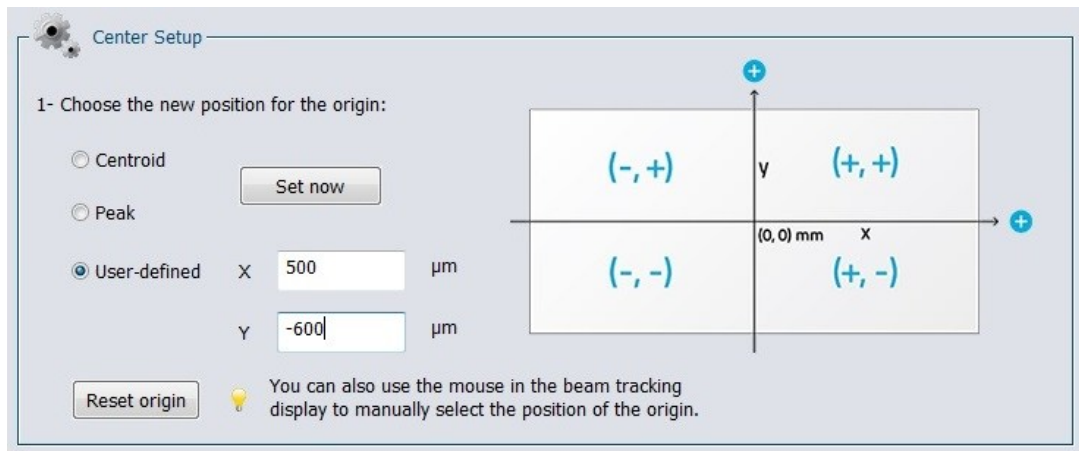 Center Setup
1- Choose the new position for the origin:
Centroid
Set now
Peak
User-defined X 500 µm
Y -600 µm
Reset origin
You can also use the mouse in the beam tracking
display to manually select the position of the origin.
+
(-, +) y (+, +)
+
(0, 0) mm x
(-, -) (+, -)